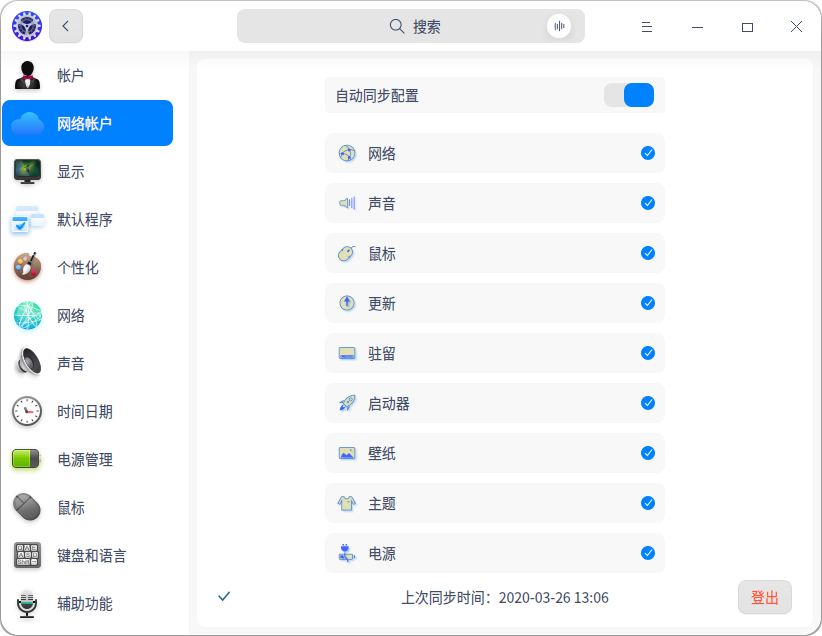 搜索
帐户
网络帐户
显示
默认程序
个性化
网络
声音
时间日期
电源管理
鼠标
键盘和语言
辅助功能
自动同步配置
网络
声音
鼠标
更新
驻留
启动器
壁纸
主题
电源
上次同步时间：2020-03-26 13:06
登出